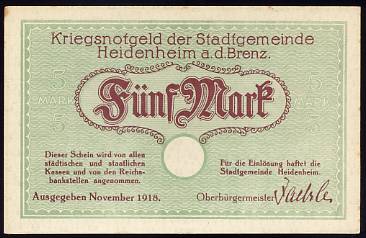 Kriegsnotgeld der Stadtgemeinde
Heidenheim a.d.Brenz.
Fünf Mark
Dieser Schein wird von allen
städtischen und staatlichen
Kassen und von den Reichs-
bankstellen angenommen.
Ausgegeben November 1918.
Für die Einlösung haftet die
Stadtgemeinde Heidenheim.
Oberbürgermeister